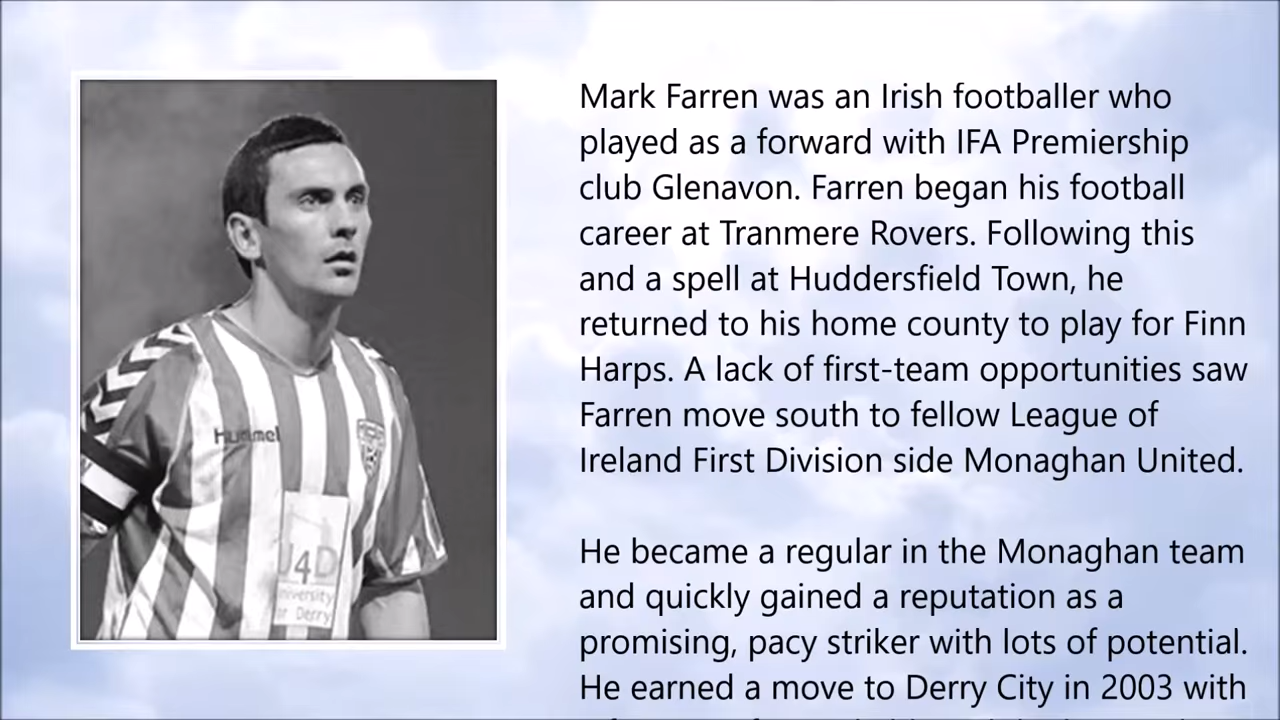 Mark Farren was an Irish footballer who
played as a forward with IFA Premiership
club Glenavon. Farren began his football
career at Tranmere Rovers. Following this
and a spell at Huddersfield Town, he
returned to his home county to play for Finn
Harps. A lack of first-team opportunities saw
Farren move south to fellow League of
Ireland First Division side Monaghan United.
He became a regular in the Monaghan team
and quickly gained a reputation as a
promising, pacy striker with lots of potential.
He earned a move to Derry City in 2003 with
hummel
U4D
University
for Derry